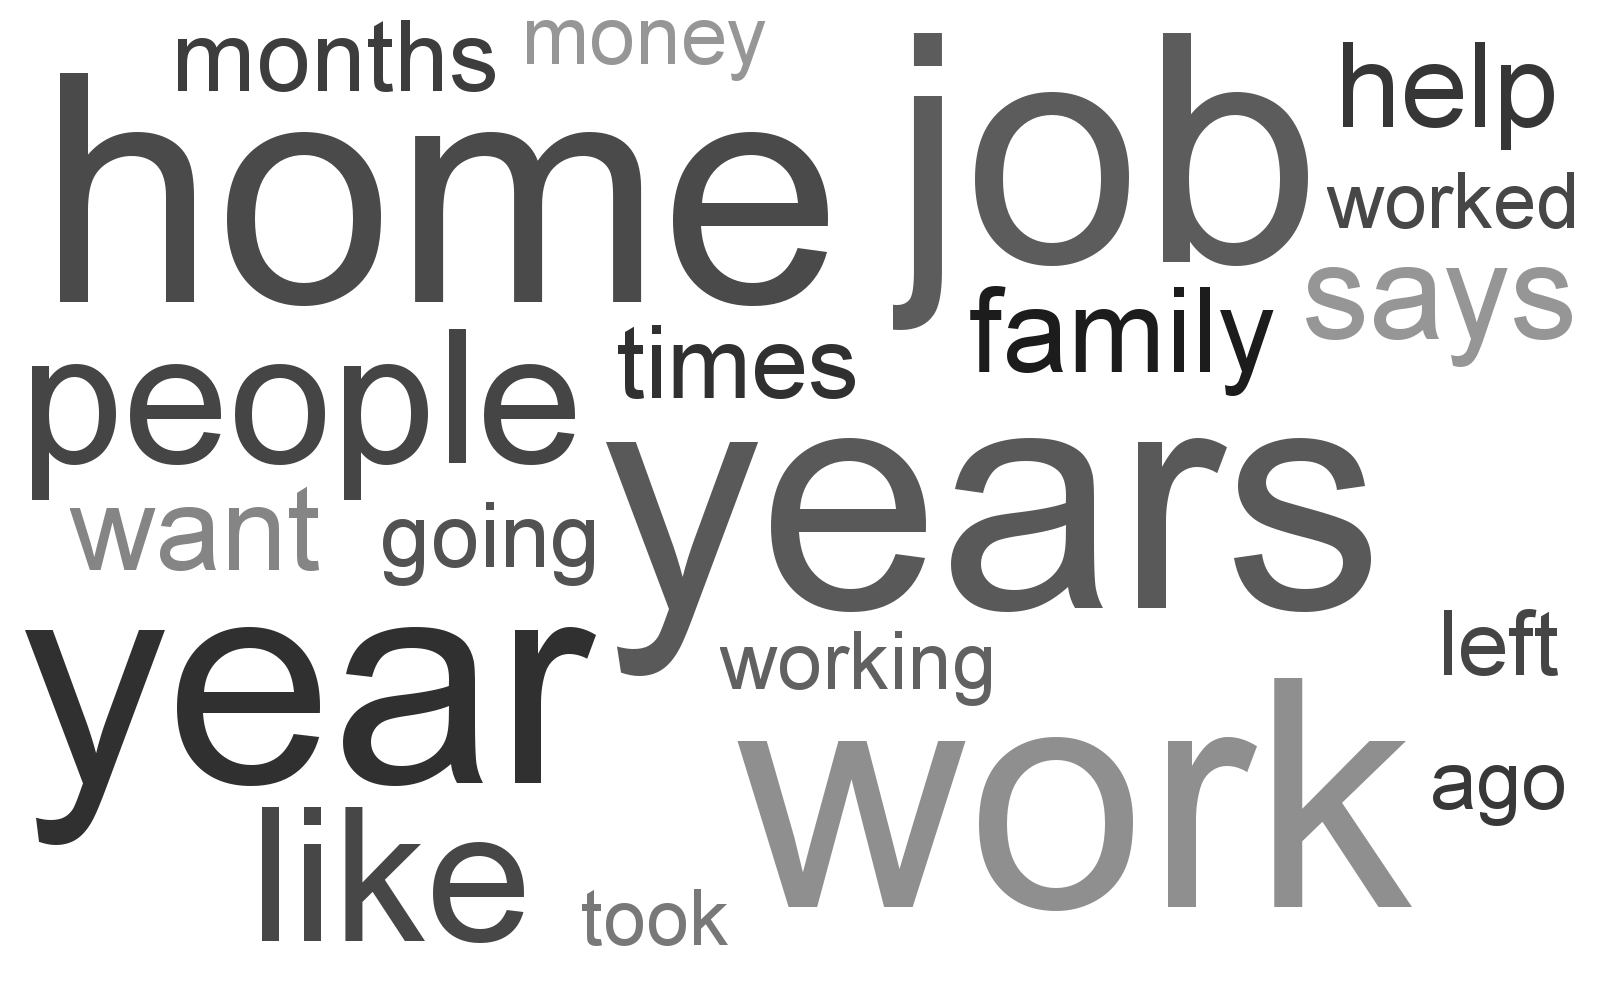 months
money
home
job
help
worked
says
family
times
people
years
want
going
year
working
left
work
ago
like
took